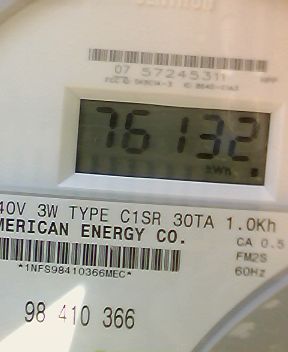 07 57245311
76132
kWh
40V 3W TYPE C1SR 30TA 1.0Kh
MERICAN ENERGY CO.
CA 0.5
FM2S
60Hz
*1NFS98410366MEC*
98 410 366